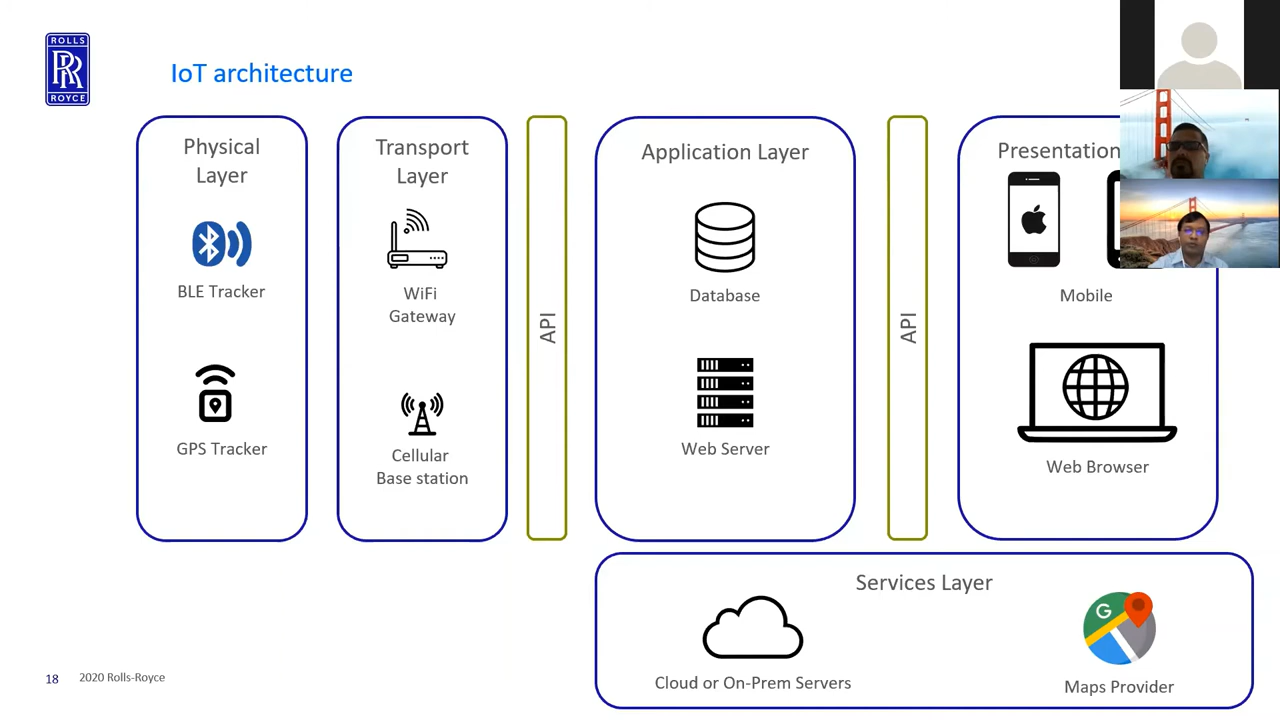 ROLLS
RR
ROYCE
IoT architecture
Physical
Layer
BLE Tracker
GPS Tracker
Transport
Layer
WiFi
Gateway
Cellular
Base station
API
Application Layer
Database
Web Server
API
Presentation
Mobile
Web Browser
Services Layer
Cloud or On-Prem Servers
G
Maps Provider
18 2020 Rolls-Royce